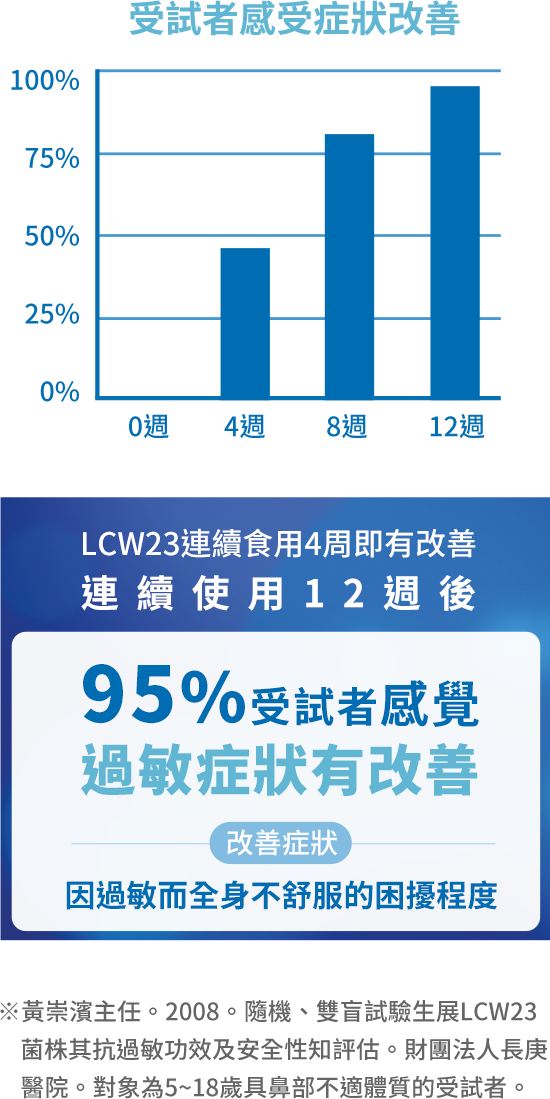 受試者感受症狀改善
100%
75%
50%
25%
0%
0週 4週 8週 12週
LCW23連續食用4周即有改善
連續使用12週後
95%受試者感覺
過敏症狀有改善
改善症狀
因過敏而全身不舒服的困擾程度
※黃崇濱主任。2008。隨機、雙盲試驗生展LCW23
菌株其抗過敏功效及安全性知評估。財團法人長庚
醫院。對象為5~18歲具鼻部不適體質的受試者。